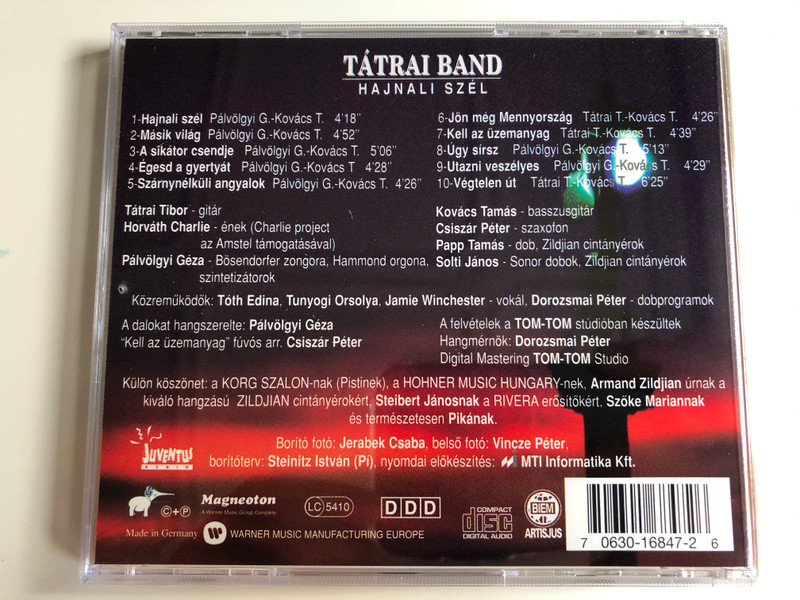 TÁTRAI BAND
HAJNALI SZÉL
1-Hajnali szél Pálvölgyi G.-Kovács T. 4'18"
2-Másik világ Pálvölgyi G.-Kovács T. 4'52"
3-A sikátor csendje Pálvölgyi G.-Kovács T. 5'06"
4-Égesd a gyertyát Pálvölgyi G.-Kovács T 4'28"
5-Szárnynélküli angyalok Pálvölgyi G.-Kovács T. 4'26"
6-Jön még Mennyország Tátrai T.-Kovács T. 4'26"
7-Kell az üzemanyag Tátrai T.-Kovács T. 4'39"
8-Úgy sírsz Pálvölgyi G.-Kovács T. 5'13"
9-Utazni veszélyes Pálvölgyi G.-Kovács T. 4'29"
10-Végtelen út Tátrai T.-Kovács T. 6'25"
Tátrai Tibor - gitár
Horváth Charlie - ének (Charlie project
az Amstel támogatásával)
Pálvölgyi Géza - Bösendorfer zongora, Hammond orgona,
szintetizátorok
Kovács Tamás - basszusgitár
Csiszár Péter - szaxofon
Papp Tamás - dob, Zildjian cintányérok
Solti János - Sonor dobok, Zildjian cintányérok
Közreműködők: Tóth Edina, Tunyogi Orsolya, Jamie Winchester - vokál, Dorozsmai Péter - dobprogramok
A dalokat hangszerelte: Pálvölgyi Géza
"Kell az üzemanyag" fúvós arr. Csiszár Péter
A felvételek a TOM-TOM stúdióban készültek
Hangmérnök: Dorozsmai Péter
Digital Mastering TOM-TOM Studio
Külön köszönet: a KORG SZALON-nak (Pistinek), a HOHNER MUSIC HUNGARY-nek, Armand Zildjian úrnak a
kiváló hangzású ZILDJIAN cintányérokért, Steibert Jánosnak a RIVERA erősítőkért, Szőke Mariannak
és természetesen Pikának.
Borító fotó: Jerabek Csaba, belső fotó: Vincze Péter,
borítóterv: Steinitz István (Pi), nyomdai előkészítés: MTI Informatika Kft.
JUVENTUS
RADIO
©+℗
Magneoton
A Warner Music Group Company
LC 5410
DDD
COMPACT
disc
DIGITAL AUDIO
BIEM
ARTISJUS
Made in Germany
WARNER MUSIC MANUFACTURING EUROPE
7 0630-16847-2 6